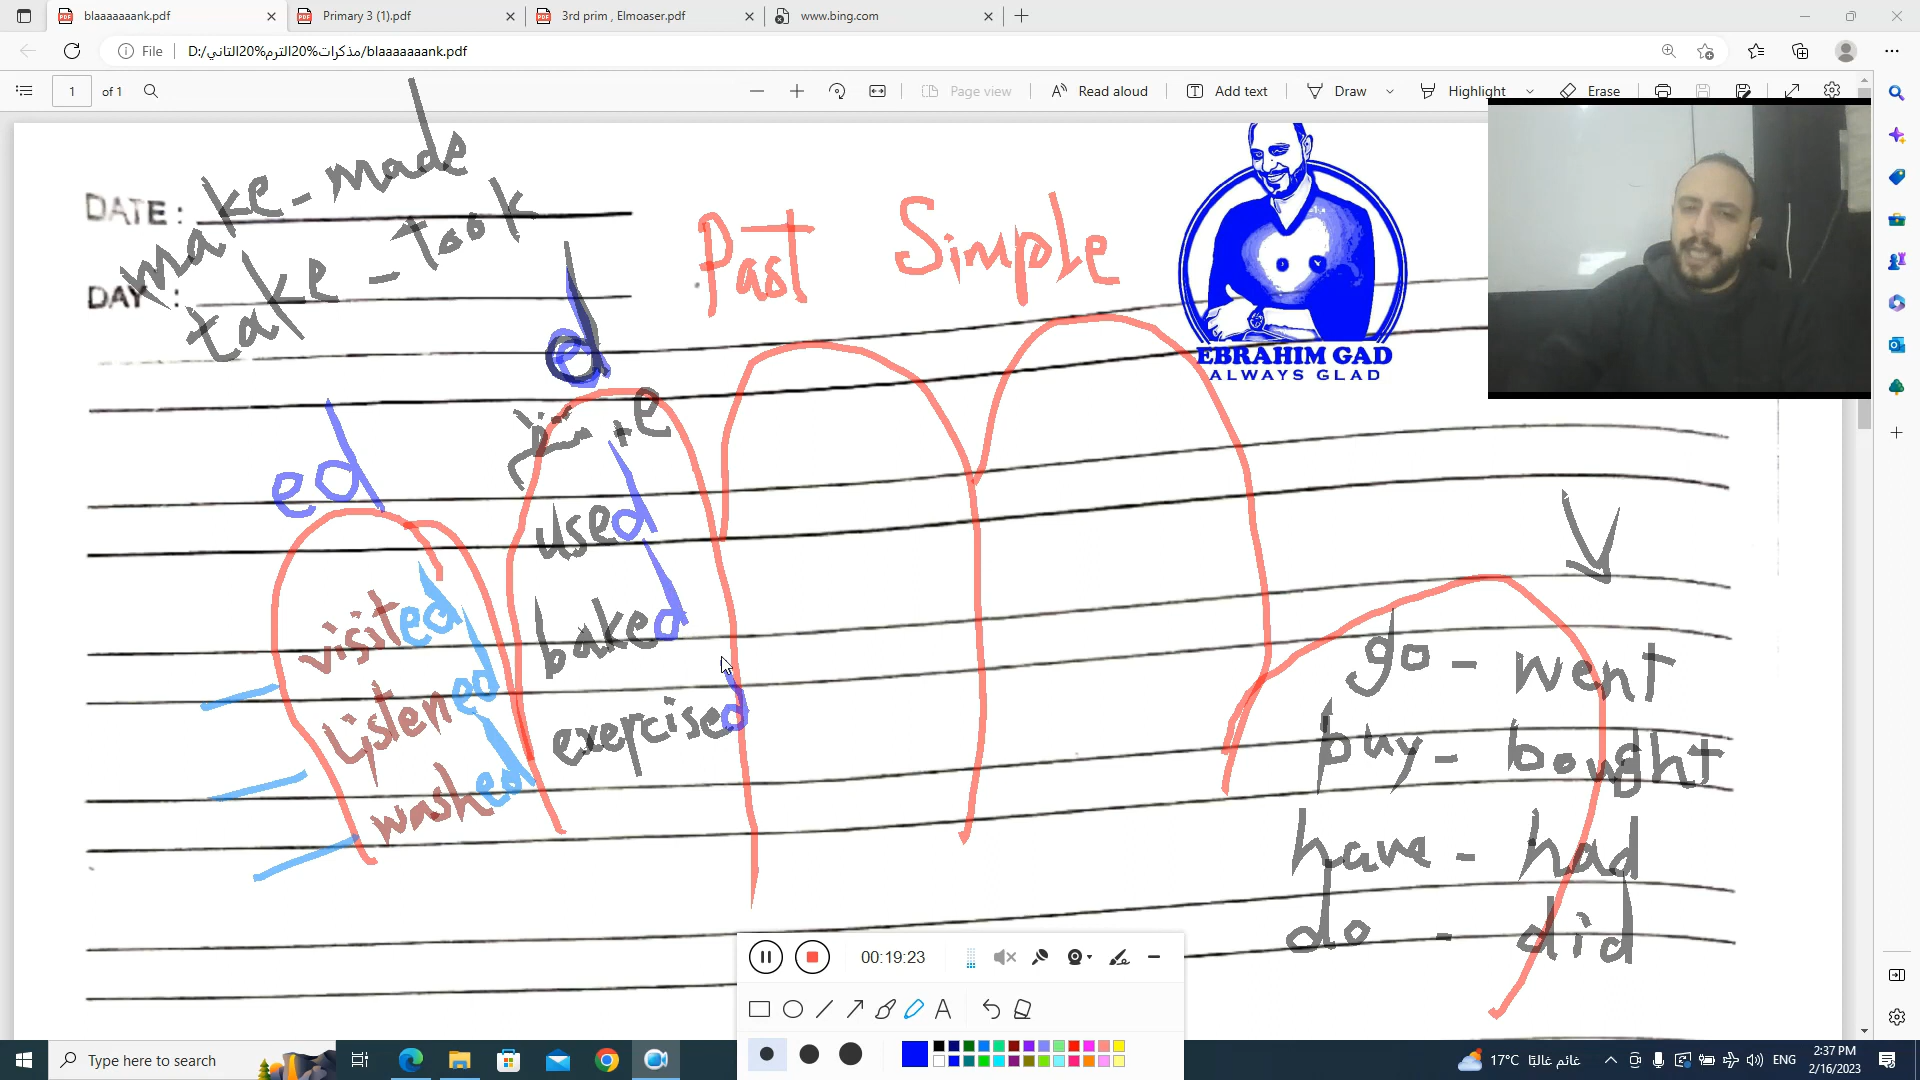 blaaaaaaank.pdf
Primary 3 (1).pdf
3rd prim , Elmoaser.pdf
www.bing.com
File
D:/مذكرات%20الترم%20التاني/blaaaaaaank.pdf
1 of 1
Page view
Read aloud
Add text
Draw
Highlight
Erase
make - made
DATE :
take - took
DAY :
Past Simple
EBRAHIM GAD
ALWAYS GLAD
d
ed
e
used
baked
exercised
visited
listened
washed
go - went
buy - bought
have - had
do - did
00:19:23
A
Type here to search
17°C غائم غالبًا
ENG
2:37 PM
2/16/2023